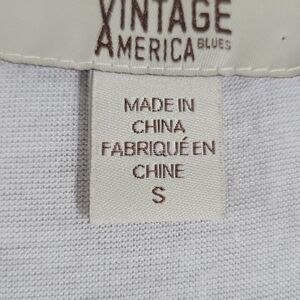 VINTAGE
AMERICA BLUES
MADE IN
CHINA
FABRIQUÉ EN
CHINE
S